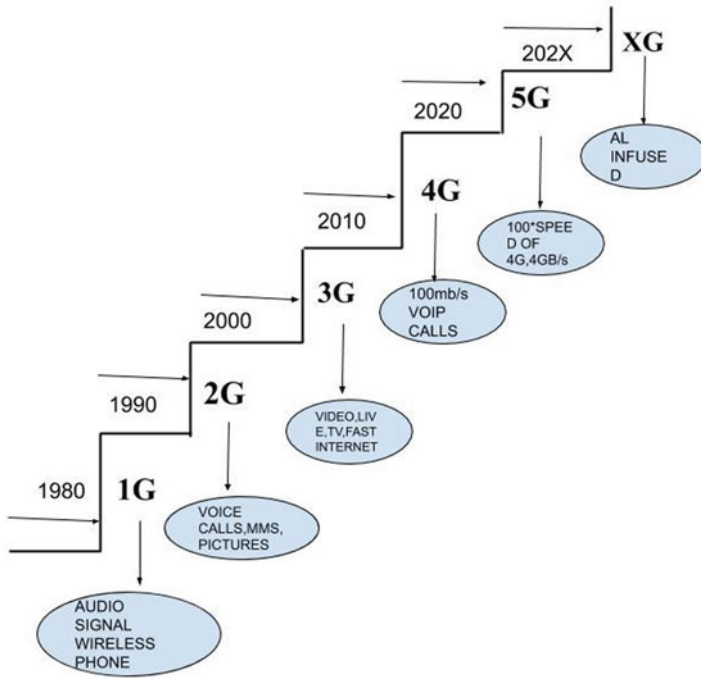 202X
XG
2020
5G
AL
INFUSE
D
2010
4G
100*SPEE
D OF
4G,4GB/s
2000
3G
100mb/s
VOIP
CALLS
1990
2G
VIDEO,LIV
E,TV,FAST
INTERNET
1980
1G
VOICE
CALLS,MMS,
PICTURES
AUDIO
SIGNAL
WIRELESS
PHONE